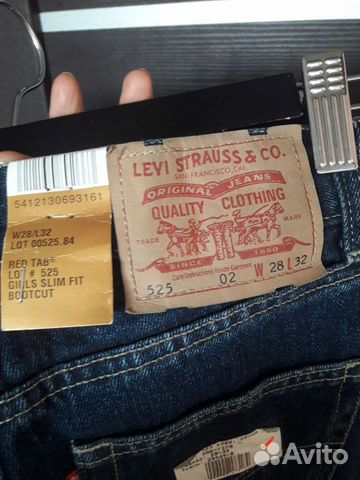 5412130693161
W28/L32
LOT 00525.84
RED TAB®
LOT # 525
GIRLS SLIM FIT
BOOTCUT
LEVI STRAUSS & CO.
SAN FRANCISCO, CAL.
ORIGINAL JEANS
QUALITY CLOTHING
TRADE MARK
SINCE 1850
Care Instructions Inside Garment
525 02 W 28 L 32
Avito